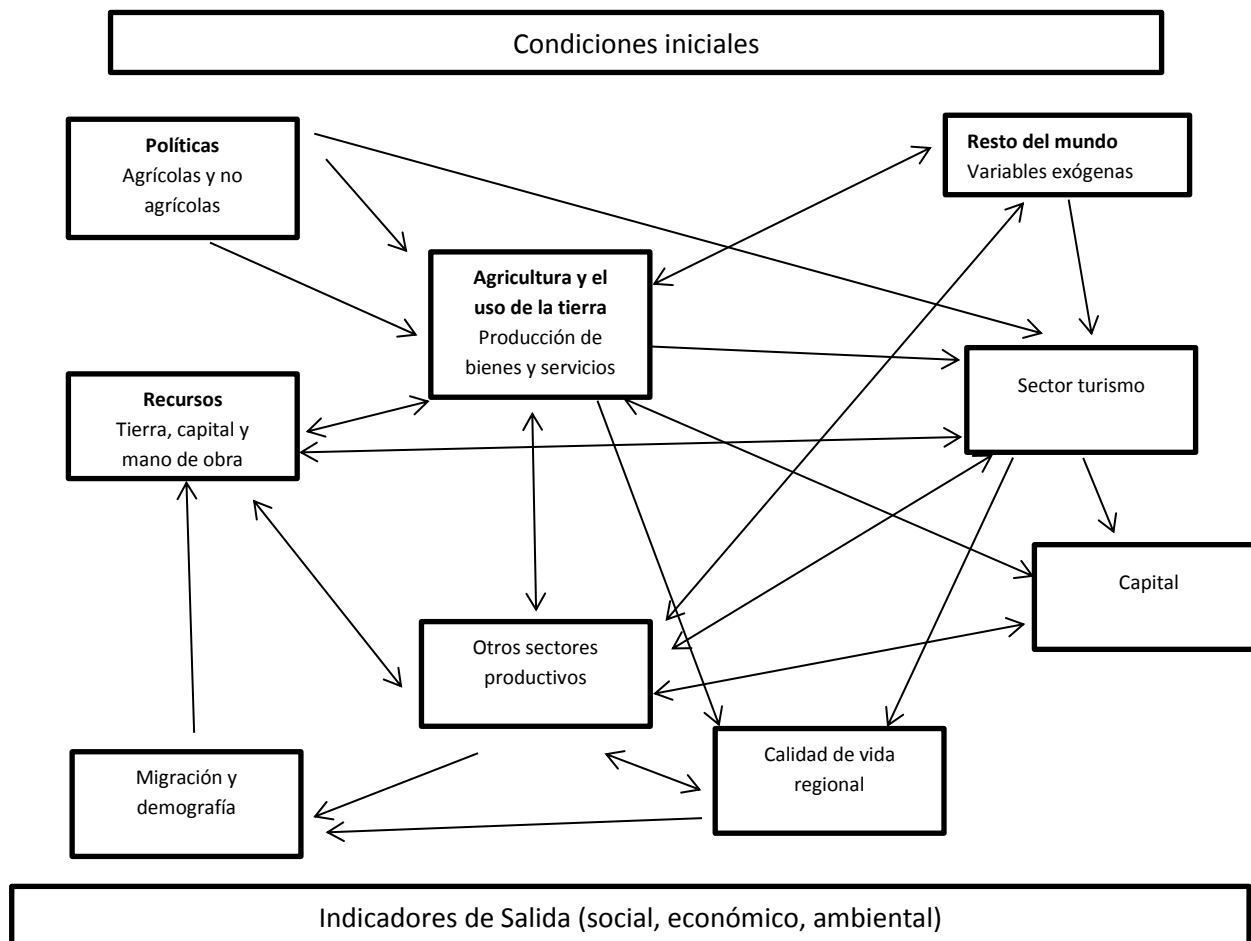 Condiciones iniciales
Políticas
Agrícolas y no
agrícolas
Resto del mundo
Variables exógenas
Agricultura y el
uso de la tierra
Producción de
bienes y servicios
Sector turismo
Recursos
Tierra, capital y
mano de obra
Capital
Otros sectores
productivos
Calidad de vida
regional
Migración y
demografía
Indicadores de Salida (social, económico, ambiental)